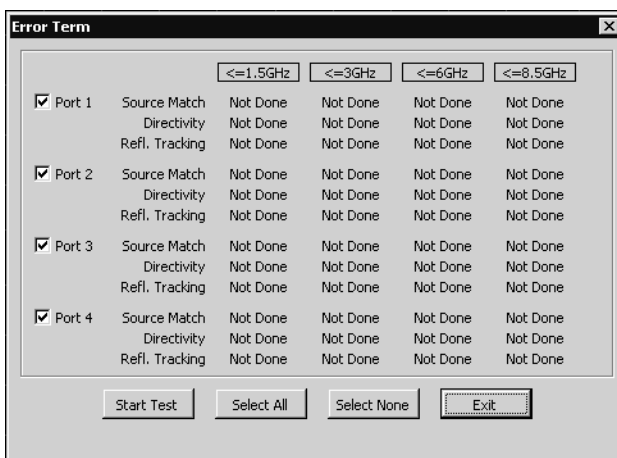 Error Term
<=1.5GHz <=3GHz <=6GHz <=8.5GHz
Port 1 Source Match Not Done Not Done Not Done Not Done
Directivity Not Done Not Done Not Done Not Done
Refl. Tracking Not Done Not Done Not Done Not Done
Port 2 Source Match Not Done Not Done Not Done Not Done
Directivity Not Done Not Done Not Done Not Done
Refl. Tracking Not Done Not Done Not Done Not Done
Port 3 Source Match Not Done Not Done Not Done Not Done
Directivity Not Done Not Done Not Done Not Done
Refl. Tracking Not Done Not Done Not Done Not Done
Port 4 Source Match Not Done Not Done Not Done Not Done
Directivity Not Done Not Done Not Done Not Done
Refl. Tracking Not Done Not Done Not Done Not Done
Start Test Select All Select None Exit